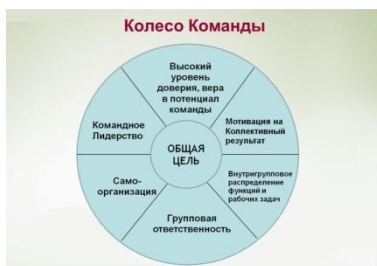 Колесо Команды
Высокий
уровень
доверия, вера
в потенциал
команды
Мотивация на
Коллективный
результат
Внутригрупповое
распределение
функций и
рабочих задач
Групповая
ответственность
Само-
организация
Командное
Лидерство
ОБЩАЯ
ЦЕЛЬ